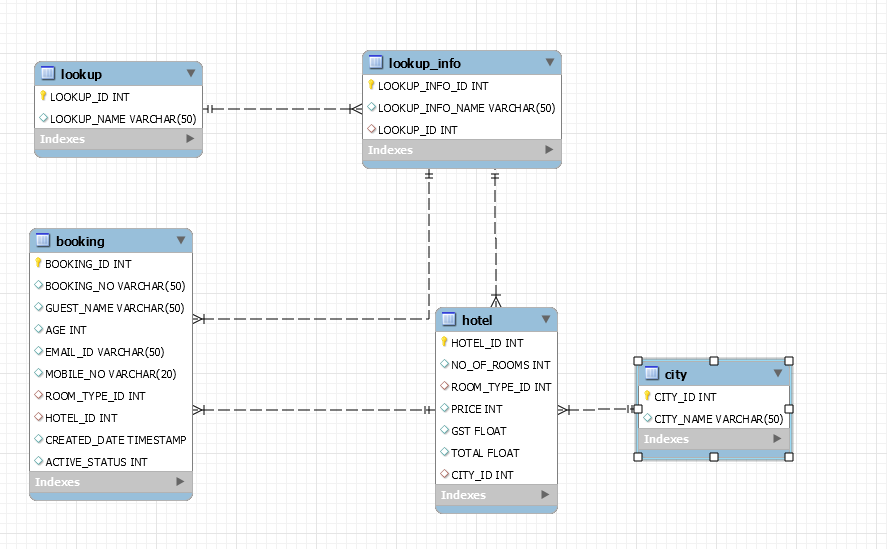 lookup
LOOKUP_ID INT
LOOKUP_NAME VARCHAR(50)
Indexes
lookup_info
LOOKUP_INFO_ID INT
LOOKUP_INFO_NAME VARCHAR(50)
LOOKUP_ID INT
Indexes
booking
BOOKING_ID INT
BOOKING_NO VARCHAR(50)
GUEST_NAME VARCHAR(50)
AGE INT
EMAIL_ID VARCHAR(50)
MOBILE_NO VARCHAR(20)
ROOM_TYPE_ID INT
HOTEL_ID INT
CREATED_DATE TIMESTAMP
ACTIVE_STATUS INT
Indexes
hotel
HOTEL_ID INT
NO_OF_ROOMS INT
ROOM_TYPE_ID INT
PRICE INT
GST FLOAT
TOTAL FLOAT
CITY_ID INT
Indexes
city
CITY_ID INT
CITY_NAME VARCHAR(50)
Indexes